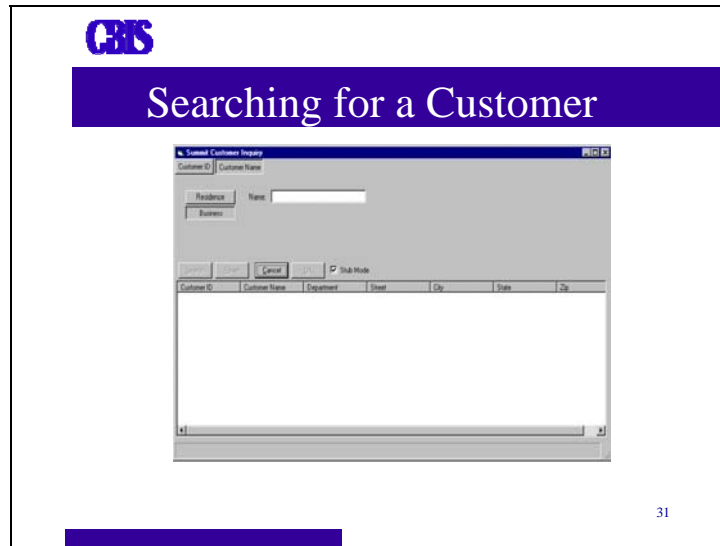 CBIS
Searching for a Customer
Summit Customer Inquiry
Customer ID Customer Name
Residence Name:
Business
Cancel Stub Mode
Customer ID Customer Name Department Street City State Zip
31